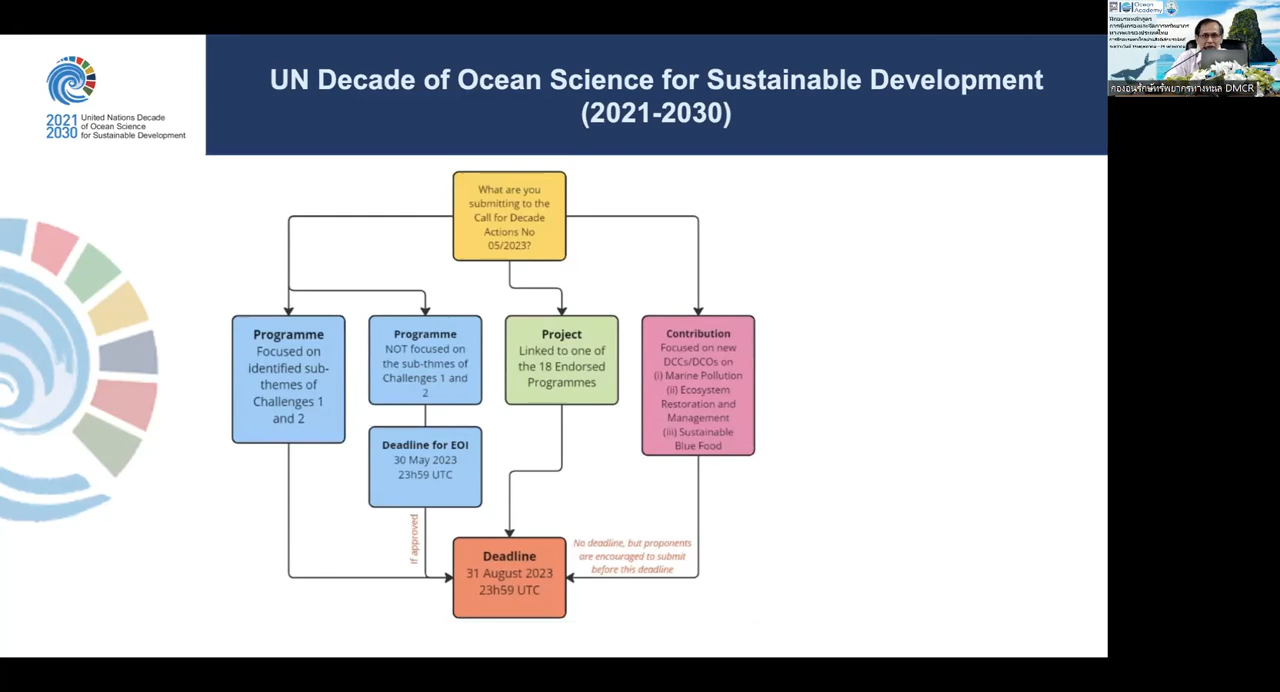 UN Decade of Ocean Science for Sustainable Development
(2021-2030)
2021
2030
United Nations Decade
of Ocean Science
for Sustainable Development
What are you
submitting to the
Call for Decade
Actions No
05/2023?
Programme
Focused on
identified sub-
themes of
Challenges 1
and 2
Programme
NOT focused on
the sub-thmes of
Challenges 1 and
2
Deadline for EOI
30 May 2023
23h59 UTC
If approved
Project
Linked to one of
the 18 Endorsed
Programmes
Contribution
Focused on new
DCCs/DCOs on
(i) Marine Pollution
(ii) Ecosystem
Restoration and
Management
(iii) Sustainable
Blue Food
No deadline, but proponents
are encouraged to submit
before this deadline
Deadline
31 August 2023
23h59 UTC
Ocean
Academy
กองอนุรักษ์ทรัพยากรทางทะเล DMCR